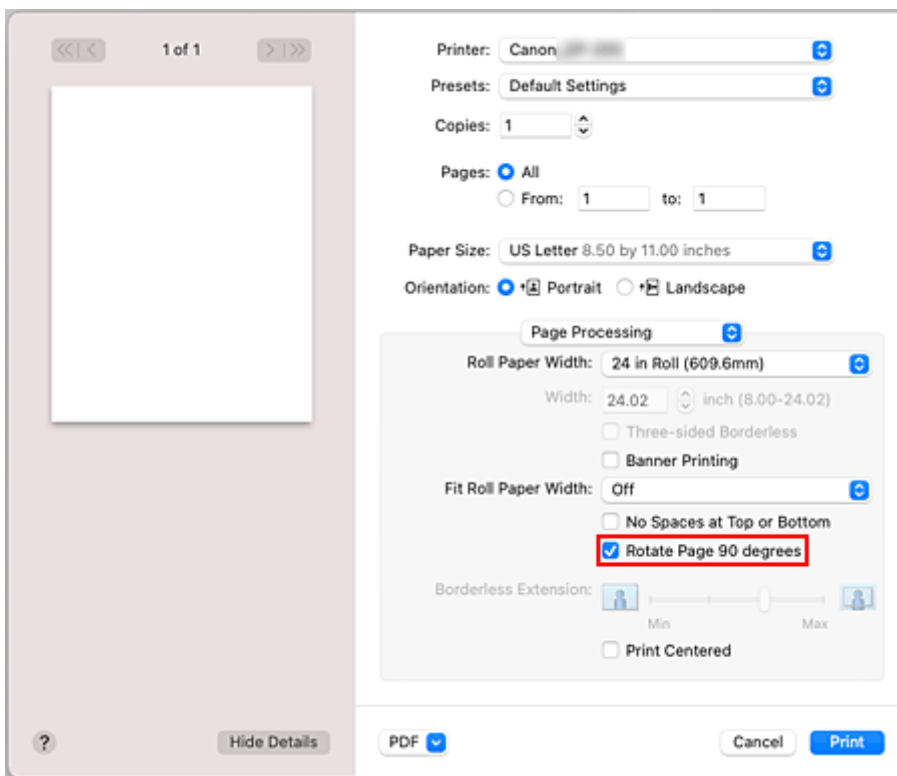 1 of 1
Printer: Canon
Presets: Default Settings
Copies: 1
Pages: All
From: 1 to: 1
Paper Size: US Letter 8.50 by 11.00 inches
Orientation: Portrait Landscape
Page Processing
Roll Paper Width: 24 in Roll (609.6mm)
Width: 24.02 inch (8.00-24.02)
Three-sided Borderless
Banner Printing
Fit Roll Paper Width: Off
No Spaces at Top or Bottom
Rotate Page 90 degrees
Borderless Extension:
Min Max
Print Centered
? Hide Details PDF Cancel Print